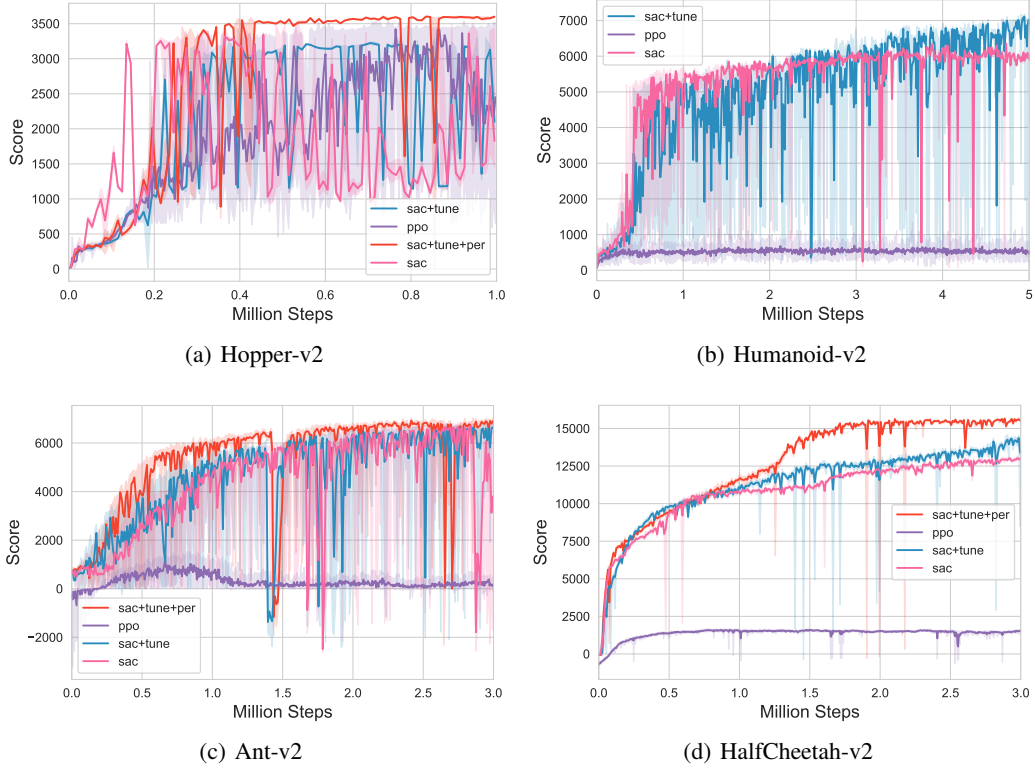 3500
3000
2500
2000
1500
1000
500
0
Score
0.0 0.2 0.4 0.6 0.8 1.0
Million Steps
sac+tune
ppo
sac+tune+per
sac
(a) Hopper-v2
7000
6000
5000
4000
3000
2000
1000
0
Score
0 1 2 3 4 5
Million Steps
sac+tune
ppo
sac
(b) Humanoid-v2
6000
4000
2000
0
−2000
Score
0.0 0.5 1.0 1.5 2.0 2.5 3.0
Million Steps
sac+tune+per
ppo
sac+tune
sac
(c) Ant-v2
15000
12500
10000
7500
5000
2500
0
Score
0.0 0.5 1.0 1.5 2.0 2.5 3.0
Million Steps
sac+tune+per
ppo
sac+tune
sac
(d) HalfCheetah-v2